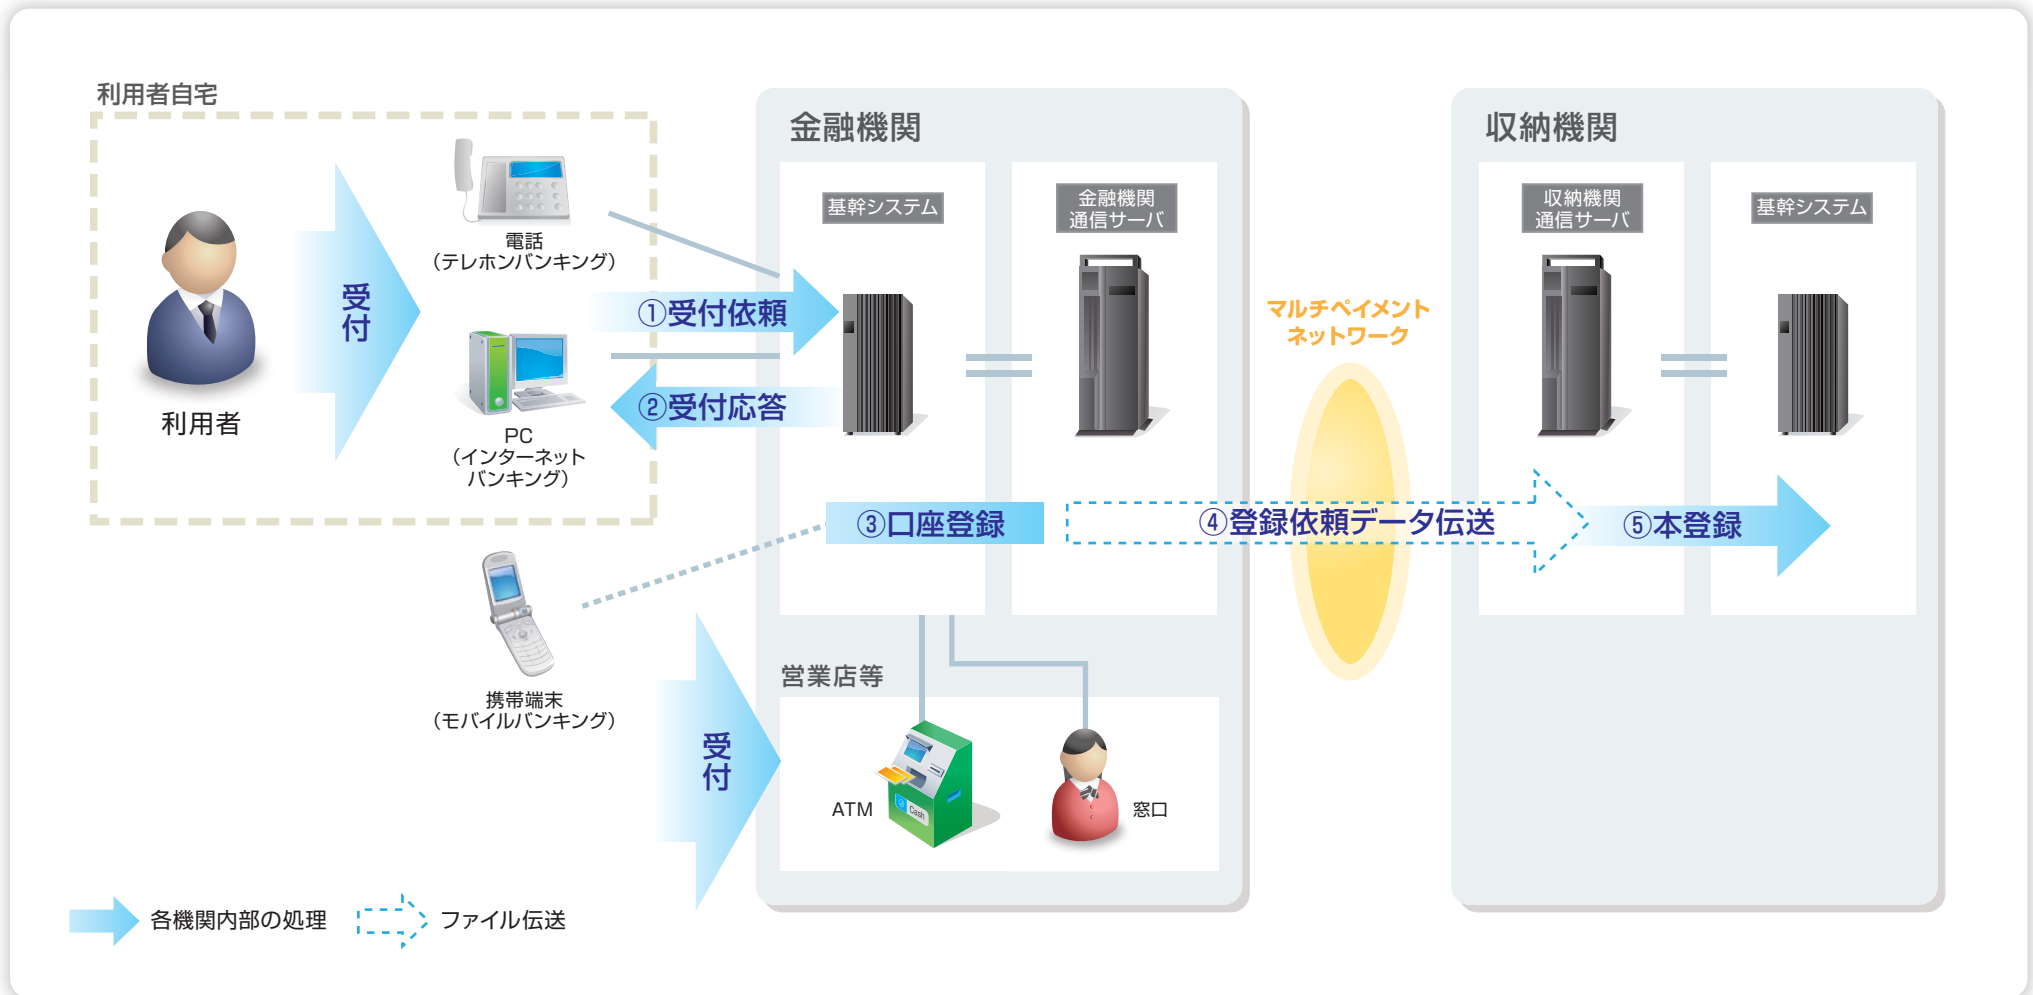 利用者自宅
利用者
受付
電話
（テレホンバンキング）
PC
（インターネット
バンキング）
携帯端末
（モバイルバンキング）
①受付依頼
②受付応答
金融機関
基幹システム
金融機関
通信サーバ
③口座登録
マルチペイメント
ネットワーク
④登録依頼データ伝送
収納機関
収納機関
通信サーバ
基幹システム
⑤本登録
受付
営業店等
ATM
Cash
窓口
各機関内部の処理
ファイル伝送